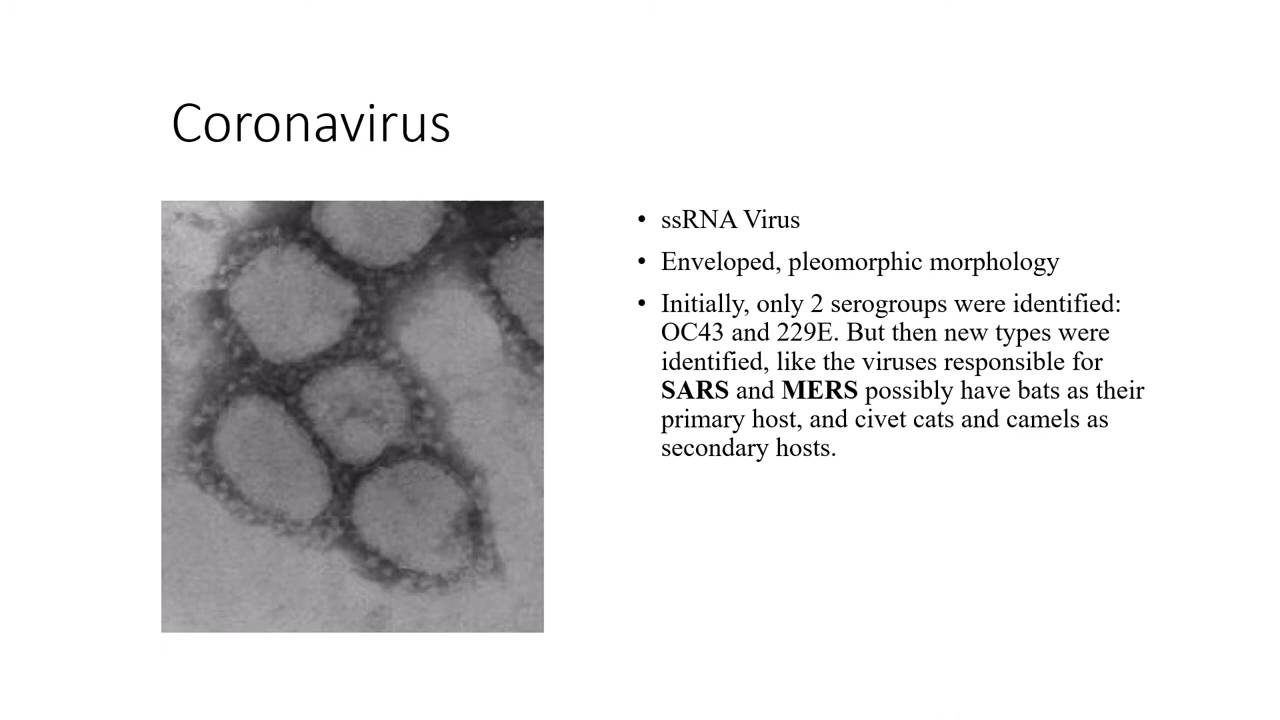 Coronavirus
• ssRNA Virus
• Enveloped, pleomorphic morphology
• Initially, only 2 serogroups were identified:
OC43 and 229E. But then new types were
identified, like the viruses responsible for
SARS and MERS possibly have bats as their
primary host, and civet cats and camels as
secondary hosts.